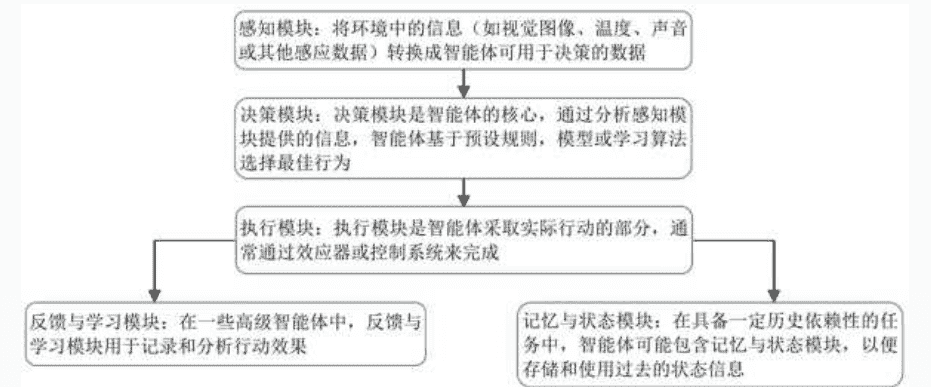 感知模块：将环境中的信息（如视觉图像、温度、声音
或其他感应数据）转换成智能体可用于决策的数据
决策模块：决策模块是智能体的核心，通过分析感知模
块提供的信息，智能体基于预设规则，模型或学习算法
选择最佳行为
执行模块：执行模块是智能体采取实际行动的部分，通
常通过效应器或控制系统来完成
反馈与学习模块：在一些高级智能体中，反馈与
学习模块用于记录和分析行动效果
记忆与状态模块：在具备一定历史依赖性的任
务中，智能体可能包含记忆与状态模块，以便
存储和使用过去的状态信息